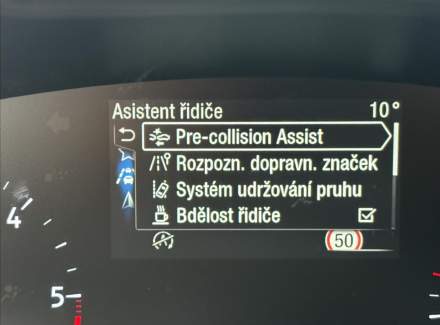 Asistent řidiče 10°
Pre-collision Assist
Rozpozn. dopravn. značek
Systém udržování pruhu
Bdělost řidiče
50
4
5